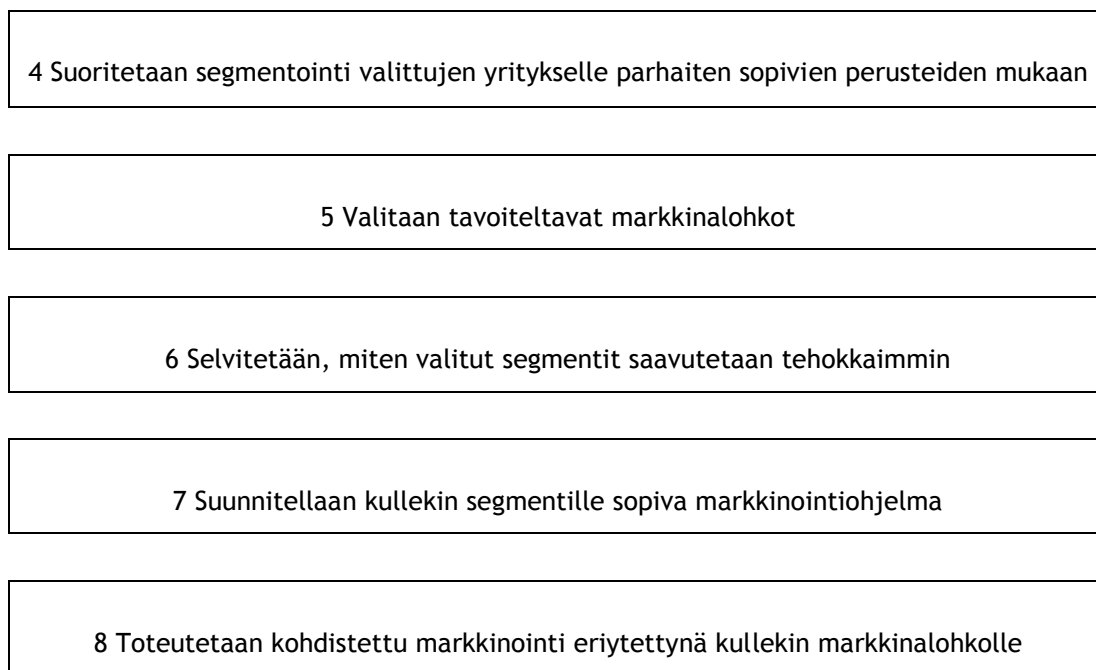 4 Suoritetaan segmentointi valittujen yritykselle parhaiten sopivien perusteiden mukaan
5 Valitaan tavoiteltavat markkinalohkot
6 Selvitetään, miten valitut segmentit saavutetaan tehokkaimmin
7 Suunnitellaan kullekin segmentille sopiva markkinointiohjelma
8 Toteutetaan kohdistettu markkinointi eriytettynä kullekin markkinalohkolle